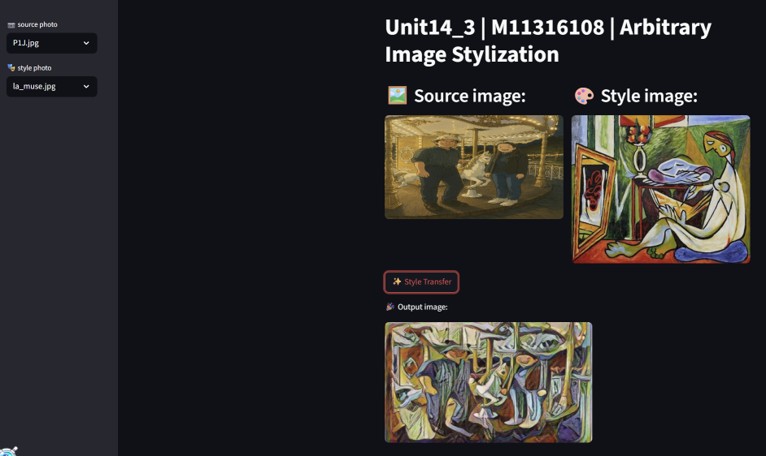 source photo
P1J.jpg
style photo
la_muse.jpg
Unit14_3 | M11316108 | Arbitrary
Image Stylization
Source image:
Style image:
Style Transfer
Output image: